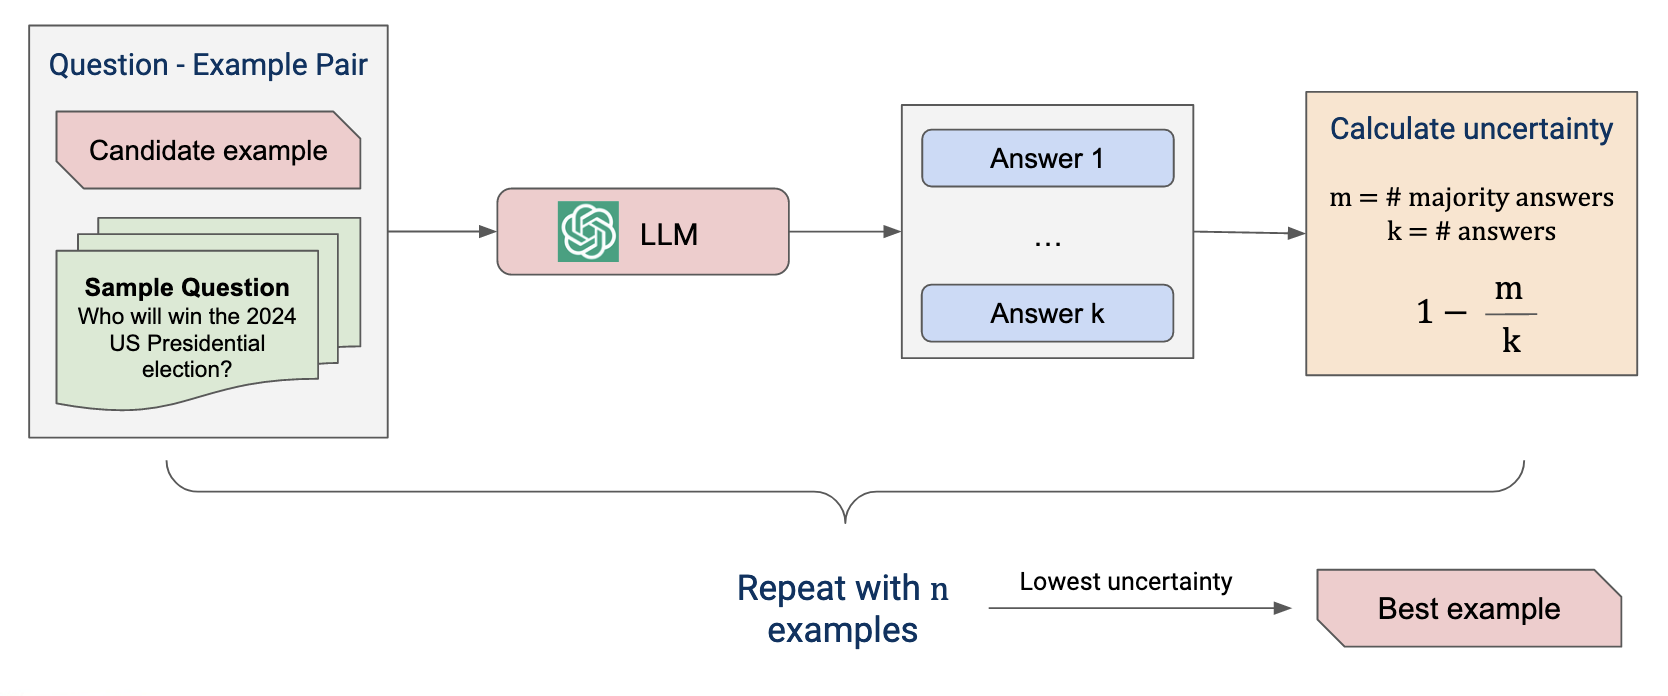 Question - Example Pair
Candidate example
Sample Question
Who will win the 2024
US Presidential
election?
LLM
Answer 1
...
Answer k
Calculate uncertainty
m = # majority answers
k = # answers
1 − m/k
Repeat with n
examples
Lowest uncertainty
Best example